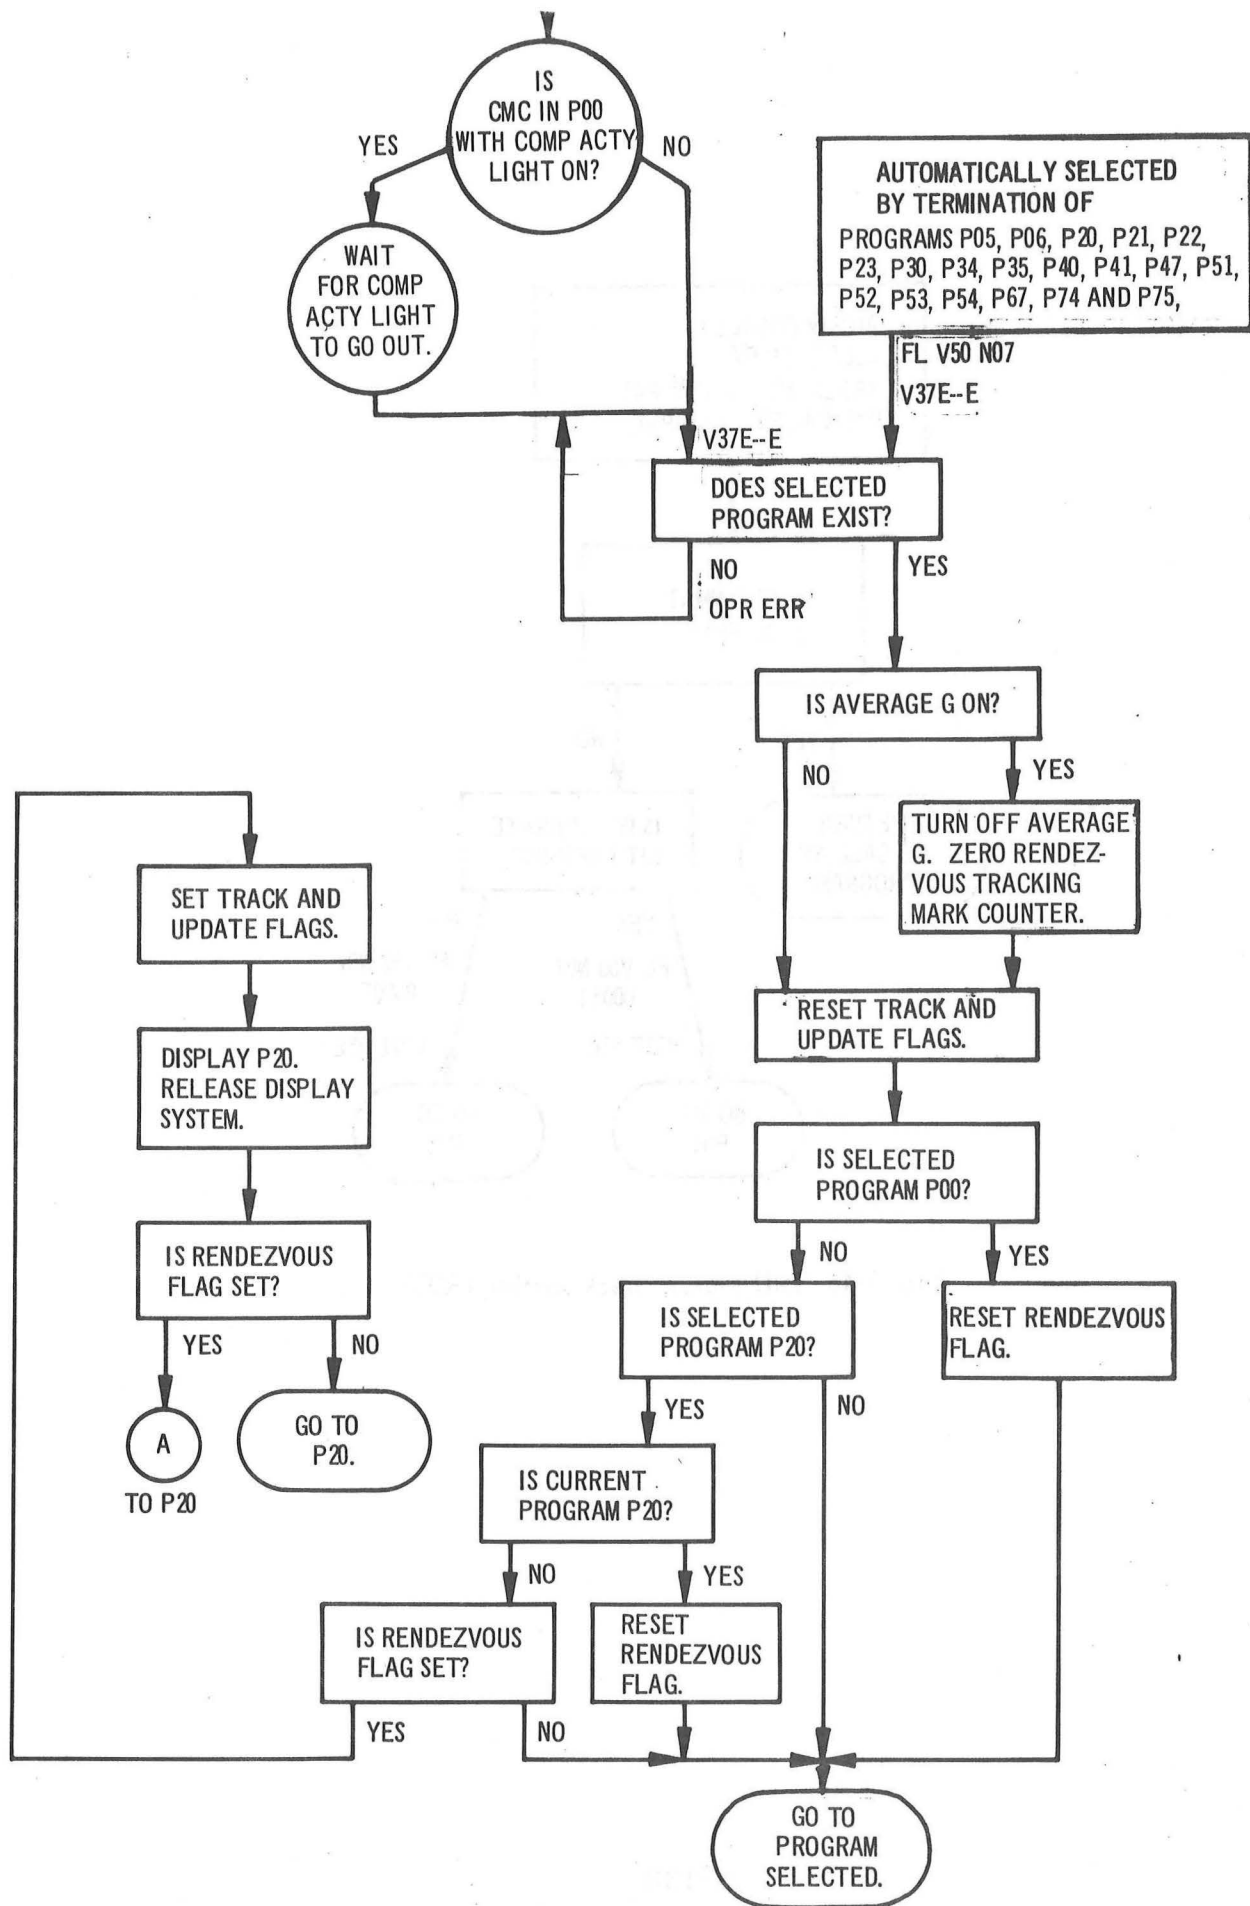 IS
CMC IN P00
WITH COMP ACTY
LIGHT ON?
YES
NO
WAIT
FOR COMP
ACTY LIGHT
TO GO OUT.
AUTOMATICALLY SELECTED
BY TERMINATION OF
PROGRAMS P05, P06, P20, P21, P22,
P23, P30, P34, P35, P40, P41, P47, P51,
P52, P53, P54, P67, P74 AND P75,
FL V50 N07
V37E--E
V37E--E
DOES SELECTED
PROGRAM EXIST?
NO
OPR ERR
YES
IS AVERAGE G ON?
NO
YES
TURN OFF AVERAGE
G. ZERO RENDEZ-
VOUS TRACKING
MARK COUNTER.
RESET TRACK AND
UPDATE FLAGS.
IS SELECTED
PROGRAM P00?
NO
YES
IS SELECTED
PROGRAM P20?
RESET RENDEZVOUS
FLAG.
YES
NO
IS CURRENT
PROGRAM P20?
NO
YES
IS RENDEZVOUS
FLAG SET?
RESET
RENDEZVOUS
FLAG.
YES
NO
SET TRACK AND
UPDATE FLAGS.
DISPLAY P20.
RELEASE DISPLAY
SYSTEM.
IS RENDEZVOUS
FLAG SET?
YES
NO
A
TO P20
GO TO
P20.
GO TO
PROGRAM
SELECTED.